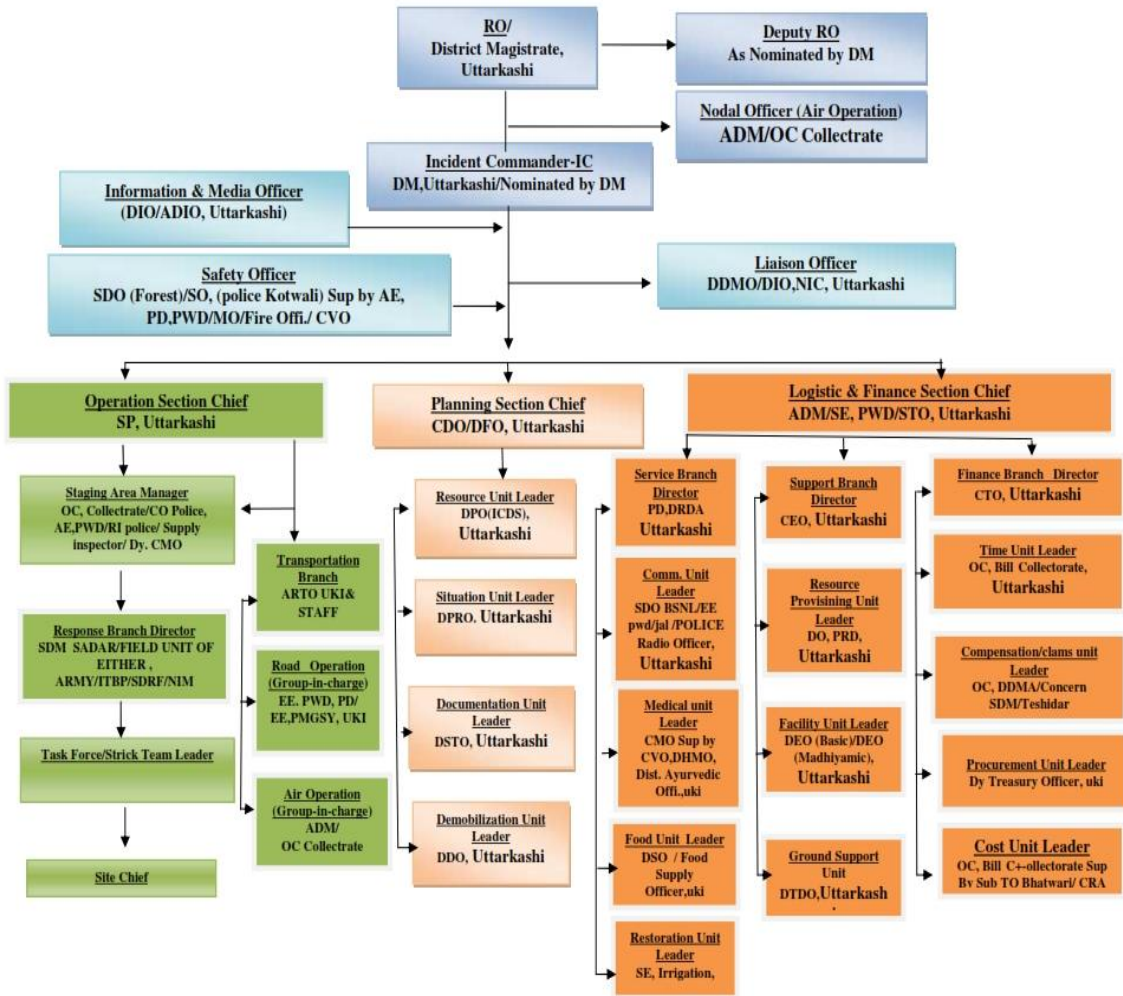 RO/
District Magistrate,
Uttarkashi
Deputy RO
As Nominated by DM
Nodal Officer (Air Operation)
ADM/OC Collectrate
Incident Commander-IC
DM,Uttarkashi/Nominated by DM
Information & Media Officer
(DIO/ADIO, Uttarkashi)
Safety Officer
SDO (Forest)/SO, (police Kotwali) Sup by AE,
PD,PWD/MO/Fire Offi./ CVO
Liaison Officer
DDMO/DIO,NIC, Uttarkashi
Operation Section Chief
SP, Uttarkashi
Planning Section Chief
CDO/DFO, Uttarkashi
Logistic & Finance Section Chief
ADM/SE, PWD/STO, Uttarkashi
Staging Area Manager
OC, Collectrate/CO Police,
AE,PWD/RI police/ Supply
inspector/ Dy. CMO
Response Branch Director
SDM SADAR/FIELD UNIT OF
EITHER ,
ARMY/ITBP/SDRF/NIM
Task Force/Strick Team Leader
Site Chief
Transportation
Branch
ARTO UKI&
STAFF
Road Operation
(Group-in-charge)
EE. PWD, PD/
EE,PMGSY, UKI
Air Operation
(Group-in-charge)
ADM/
OC Collectrate
Resource Unit Leader
DPO(ICDS),
Uttarkashi
Situation Unit Leader
DPRO. Uttarkashi
Documentation Unit
Leader
DSTO, Uttarkashi
Demobilization Unit
Leader
DDO, Uttarkashi
Service Branch
Director
PD,DRDA
Uttarkashi
Comm. Unit
Leader
SDO BSNL/EE
pwd/jal /POLICE
Radio Officer,
Uttarkashi
Medical unit
Leader
CMO Sup by
CVO,DHMO,
Dist. Ayurvedic
Offi.,uki
Food Unit Leader
DSO / Food
Supply
Officer,uki
Restoration Unit
Leader
SE, Irrigation,
Support Branch
Director
CEO, Uttarkashi
Resource
Provisining Unit
Leader
DO, PRD,
Uttarkashi
Facility Unit Leader
DEO (Basic)/DEO
(Madhiyamic),
Uttarkashi
Ground Support
Unit
DTDO,Uttarkash
Finance Branch Director
CTO, Uttarkashi
Time Unit Leader
OC, Bill Collectorate,
Uttarkashi
Compensation/clams unit
Leader
OC, DDMA/Concern
SDM/Teshidar
Procurement Unit Leader
Dy Treasury Officer, uki
Cost Unit Leader
OC, Bill C+-ollectorate Sup
By Sub TO Bhatwari/ CRA